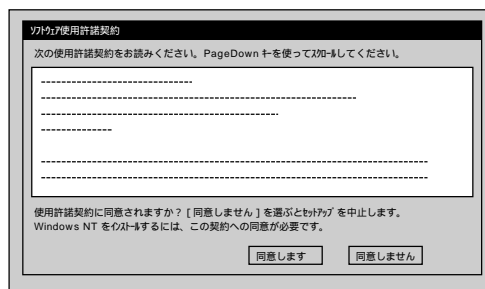 ｿﾌﾄｳｪｱ使用許諾契約
次の使用許諾契約をお読みください。PageDown ｷｰを使ってｽｸﾛｰﾙしてください。
使用許諾契約に同意されますか？[同意しません]を選ぶとｾｯﾄｱｯﾌﾟを中止します。
Windows NT をｲﾝｽﾄｰﾙするには、この契約への同意が必要です。
同意します 同意しません